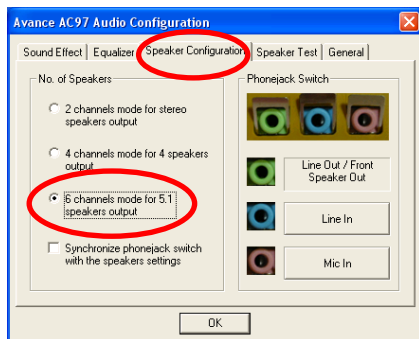 Avance AC97 Audio Configuration
Sound Effect
Equalizer
Speaker Configuration
Speaker Test
General
No. of Speakers
2 channels mode for stereo
speakers output
4 channels mode for 4 speakers
output
6 channels mode for 5.1
speakers output
Synchronize phonejack switch
with the speakers settings
Phonejack Switch
Line Out / Front
Speaker Out
Line In
Mic In
OK